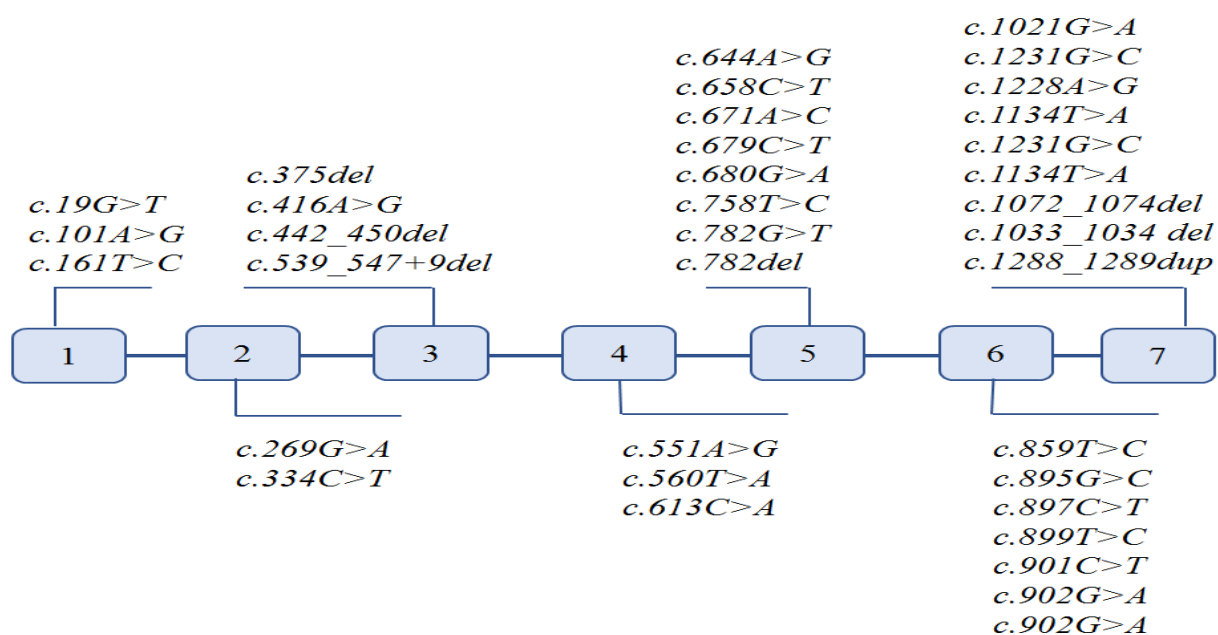 c.1021G>A
c.1231G>C
c.1228A>G
c.1134T>A
c.1231G>C
c.1134T>A
c.1072_1074del
c.1033_1034 del
c.1288_1289dup
c.644A>G
c.658C>T
c.671A>C
c.679C>T
c.680G>A
c.758T>C
c.782G>T
c.782del
c.375del
c.416A>G
c.442_450del
c.539_547+9del
c.19G>T
c.101A>G
c.161T>C
1
2
3
4
5
6
7
c.269G>A
c.334C>T
c.551A>G
c.560T>A
c.613C>A
c.859T>C
c.895G>C
c.897C>T
c.899T>C
c.901C>T
c.902G>A
c.902G>A